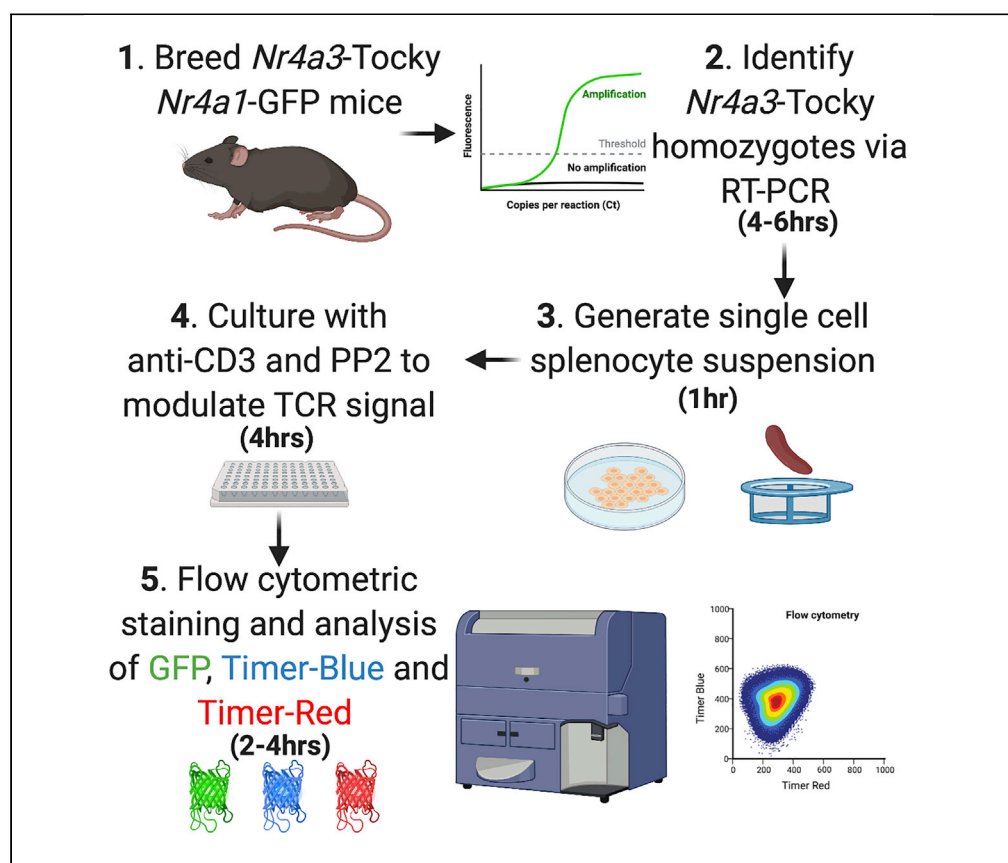 1. Breed Nr4a3-Tocky
Nr4a1-GFP mice
Fluorescence
Amplification
Threshold
No amplification
Copies per reaction (Ct)
2. Identify
Nr4a3-Tocky
homozygotes via
RT-PCR
(4-6hrs)
3. Generate single cell
splenocyte suspension
(1hr)
4. Culture with
anti-CD3 and PP2 to
modulate TCR signal
(4hrs)
5. Flow cytometric
staining and analysis
of GFP, Timer-Blue and
Timer-Red
(2-4hrs)
Flow cytometry
Timer Blue
1000
800
600
400
200
0
0 200 400 600 800 1000
Timer Red